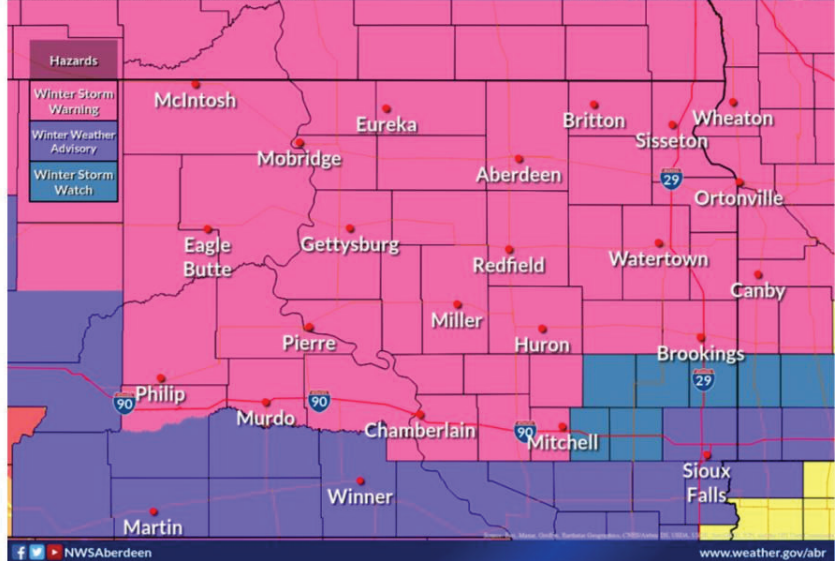 Hazards
Winter Storm
Warning
Winter Weather
Advisory
Winter Storm
Watch
McIntosh
Eureka
Britton
Wheaton
Sisseton
Mobridge
Aberdeen
29
Ortonville
Eagle
Butte
Gettysburg
Redfield
Watertown
Canby
Miller
Pierre
Huron
Brookings
29
Philip
90
90
Murdo
Chamberlain
90
Mitchell
Sioux
Falls
Winner
Martin
NWSAberdeen
www.weather.gov/abr